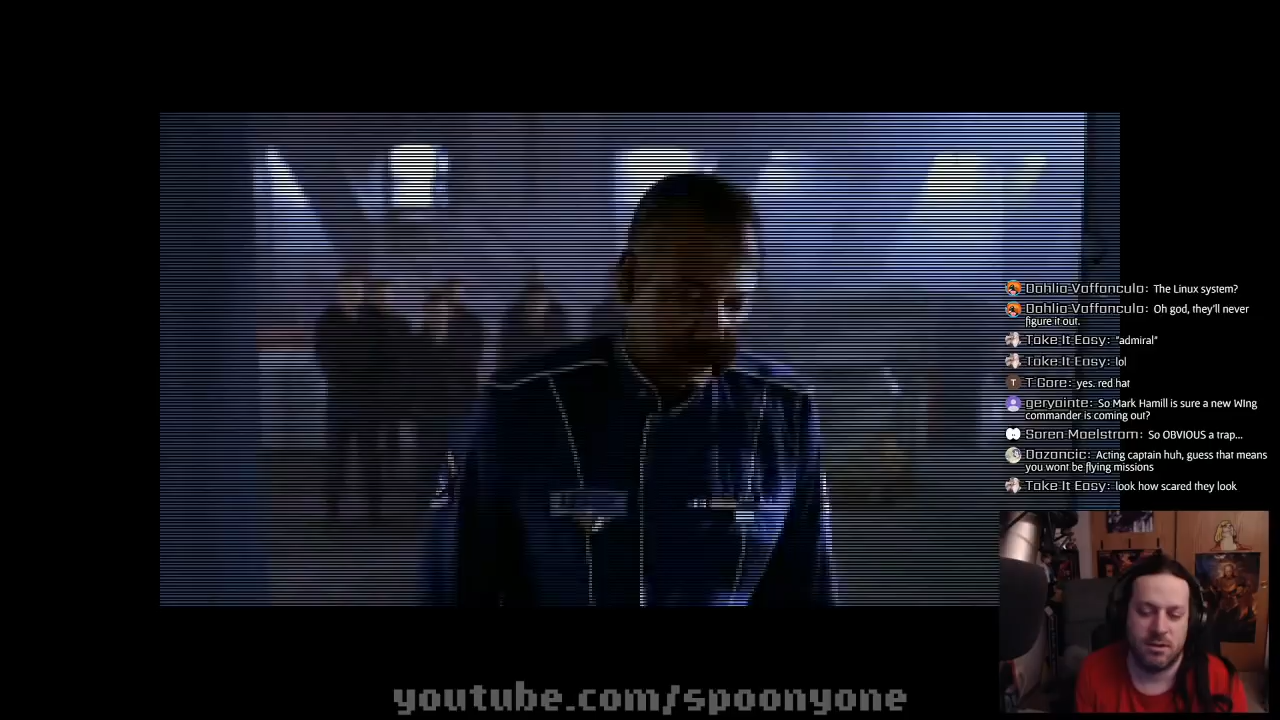 Dahlia Vaffanculo: The Linux system?
Dahlia Vaffanculo: Oh god, they'll never
figure it out.
Take It Easy: "admiral"
Take It Easy: lol
T Gore: yes. red hat
geryainte: So Mark Hamill is sure a new WIng
commander is coming out?
Soren Maelstrom: So OBVIOUS a trap...
Dazancic: Acting captain huh, guess that means
you wont be flying missions
Take It Easy: look how scared they look
youtube.com/spoonyone